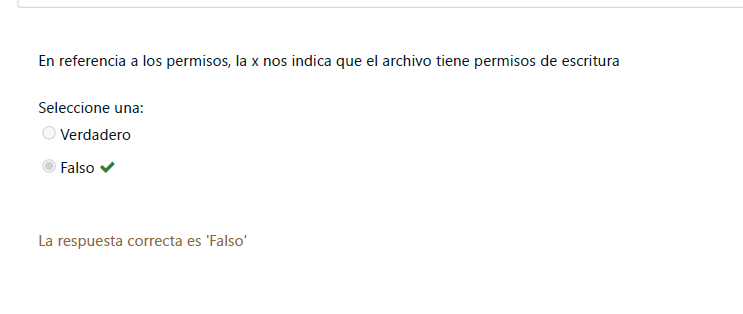 En referencia a los permisos, la x nos indica que el archivo tiene permisos de escritura
Seleccione una:
Verdadero
Falso
La respuesta correcta es 'Falso'